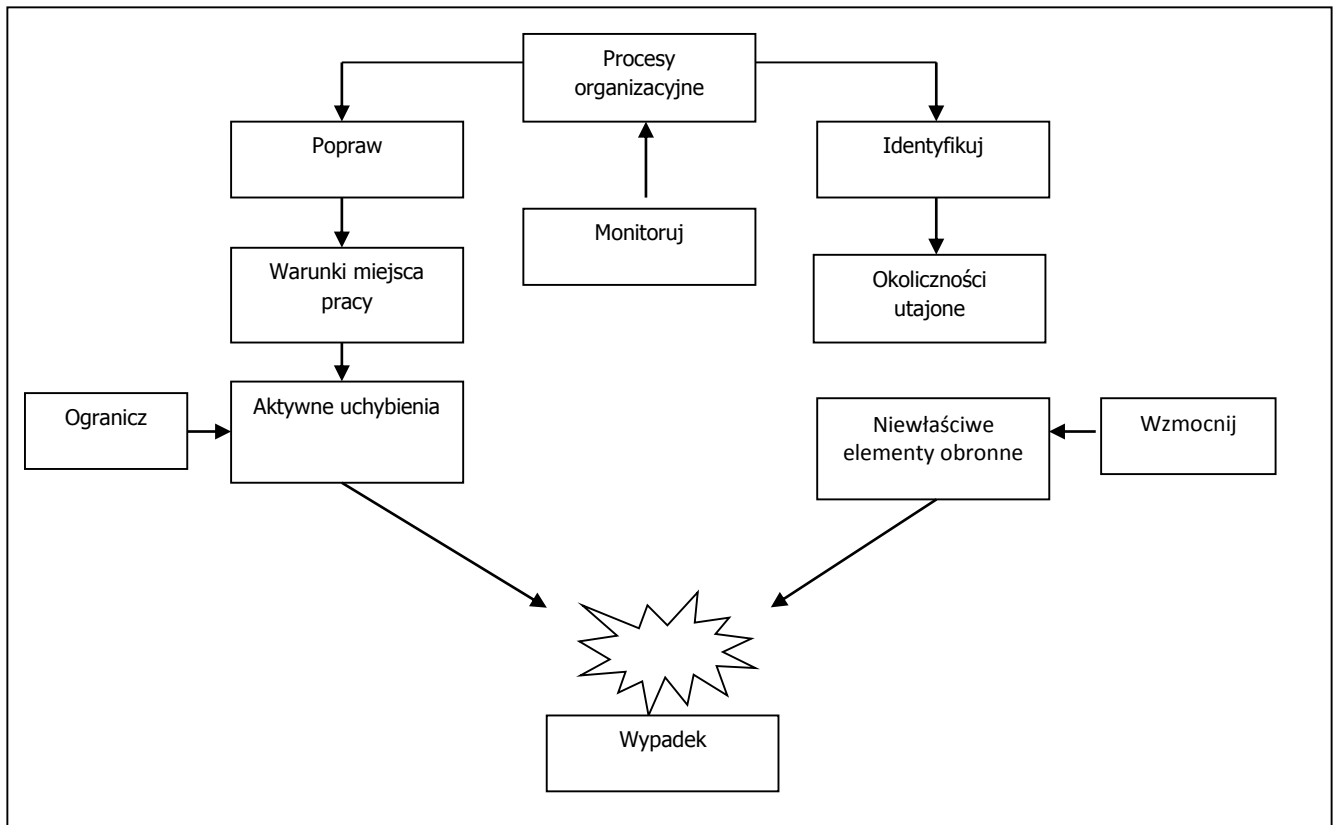 Procesy
organizacyjne
Popraw
Identyfikuj
Monitoruj
Warunki miejsca
pracy
Okoliczności
utajone
Ogranicz
Aktywne uchybienia
Niewłaściwe
elementy obronne
Wzmocnij
Wypadek